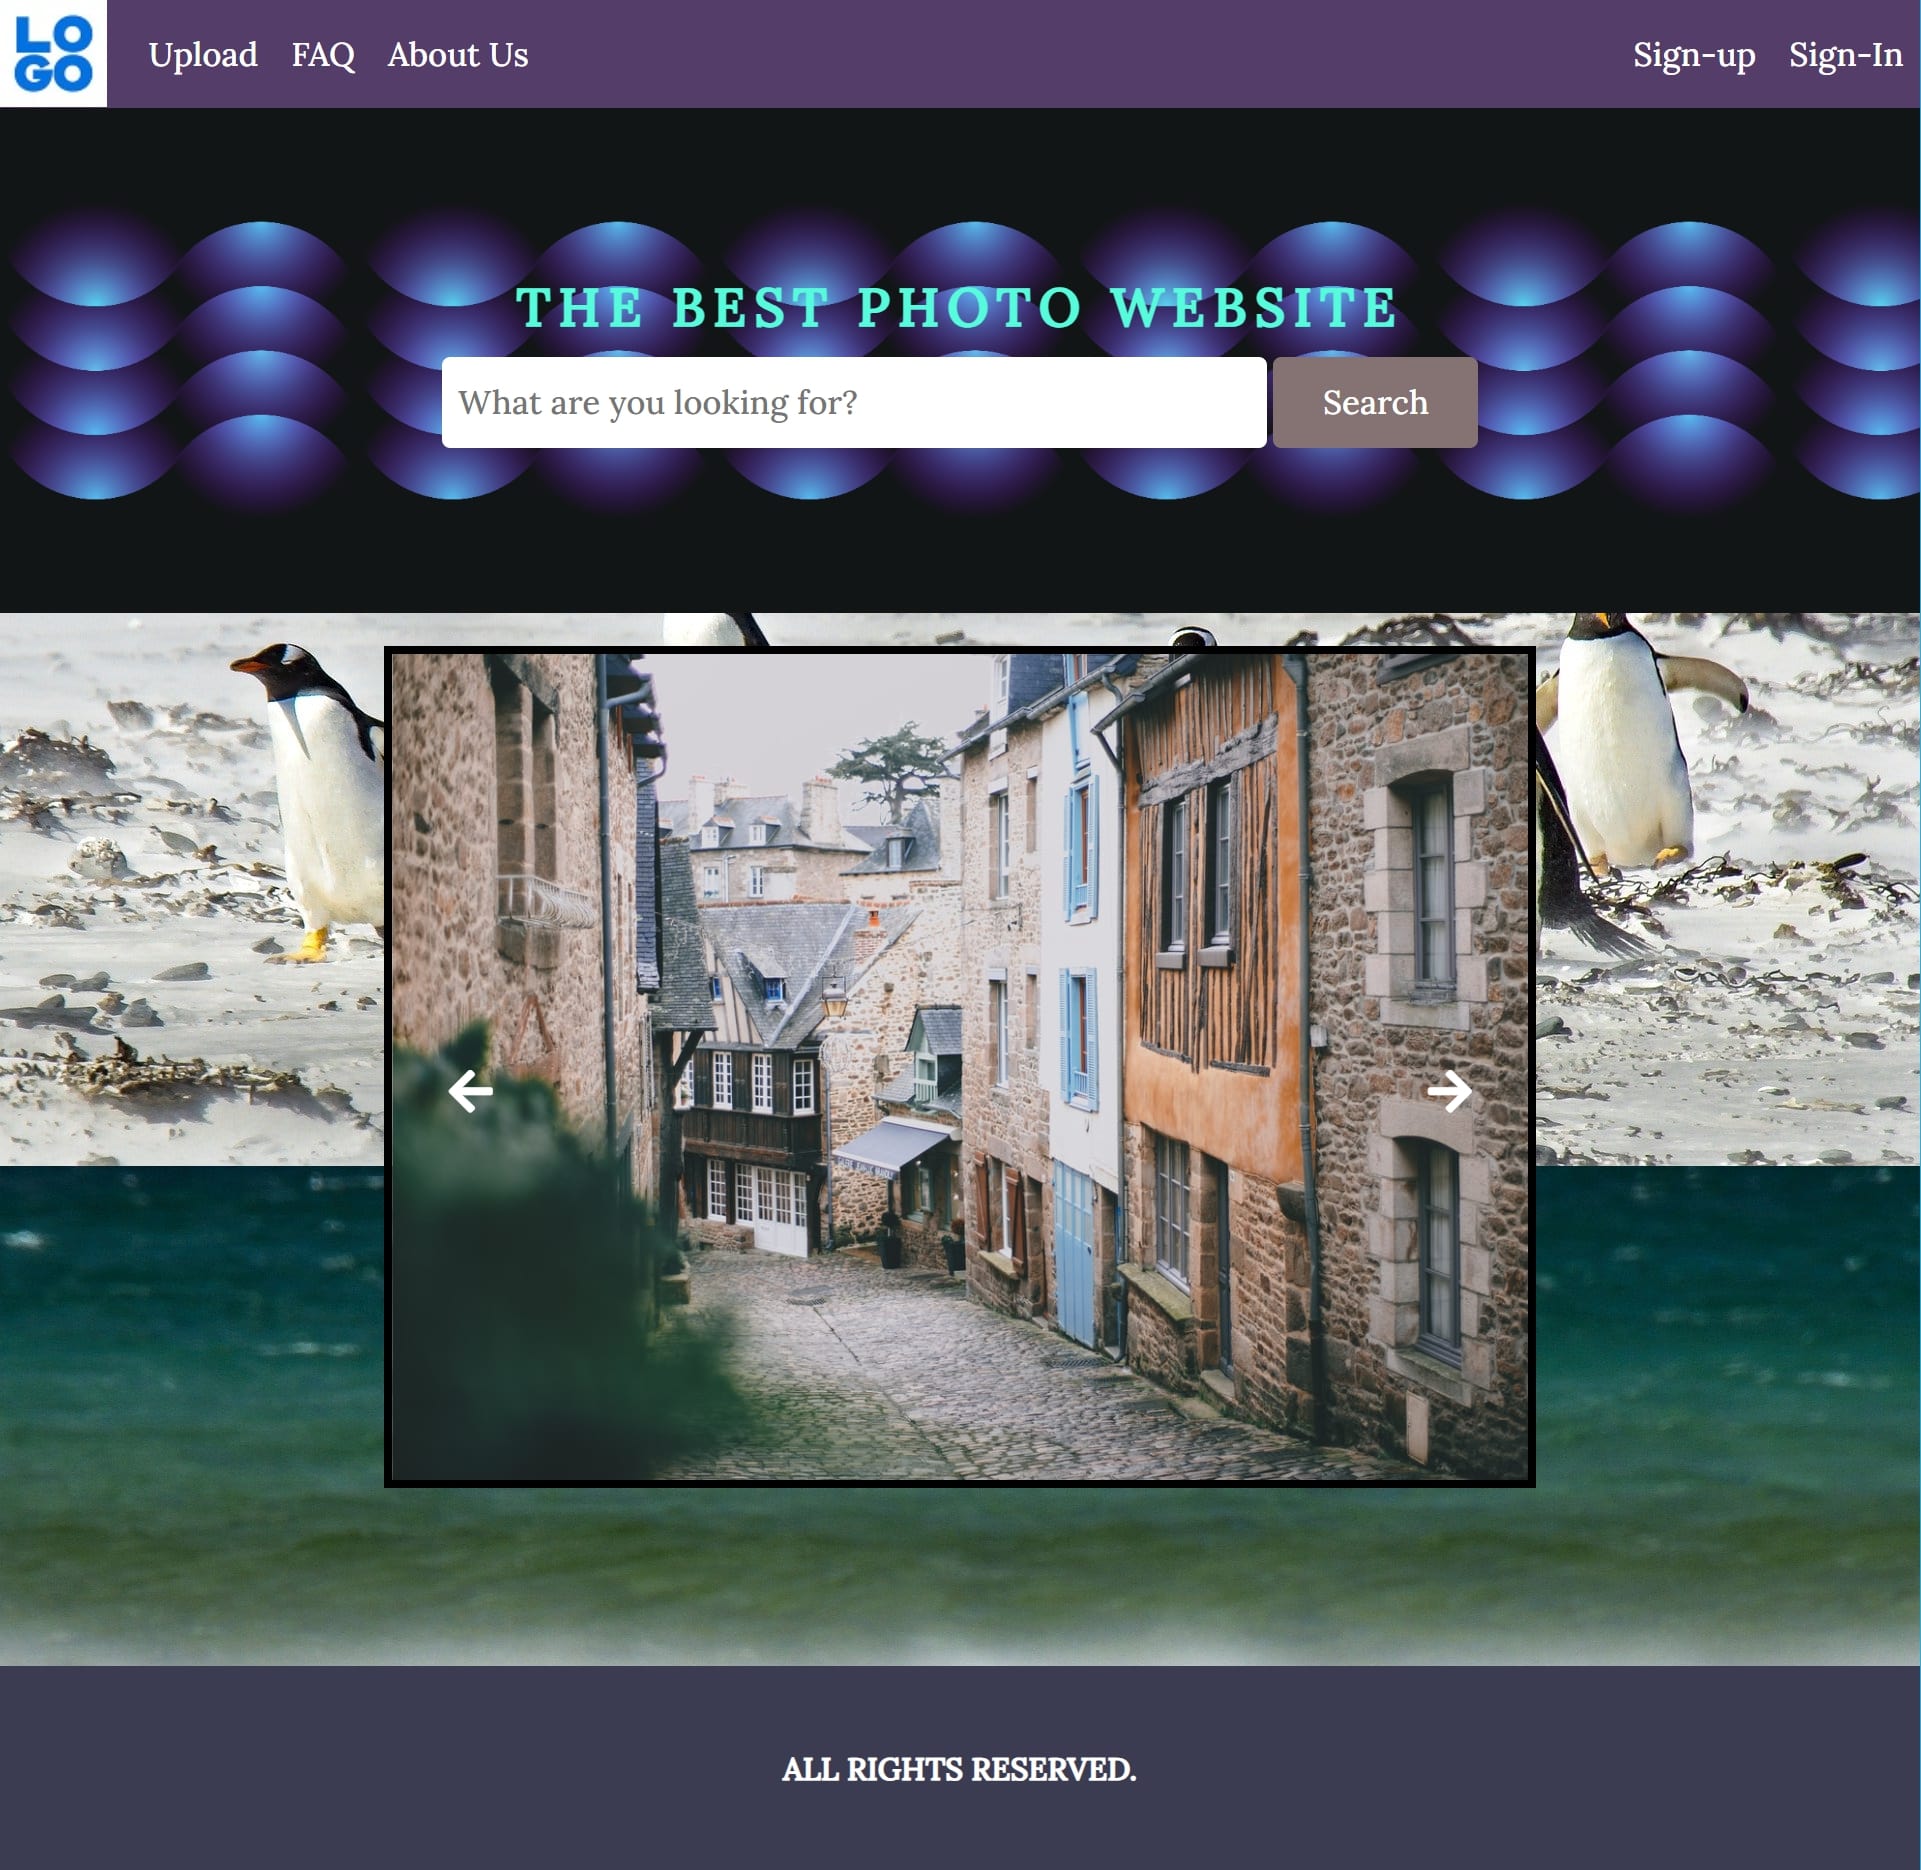 LO
GO
Upload FAQ About Us Sign-up Sign-In
THE BEST PHOTO WEBSITE
What are you looking for? Search
ALL RIGHTS RESERVED.